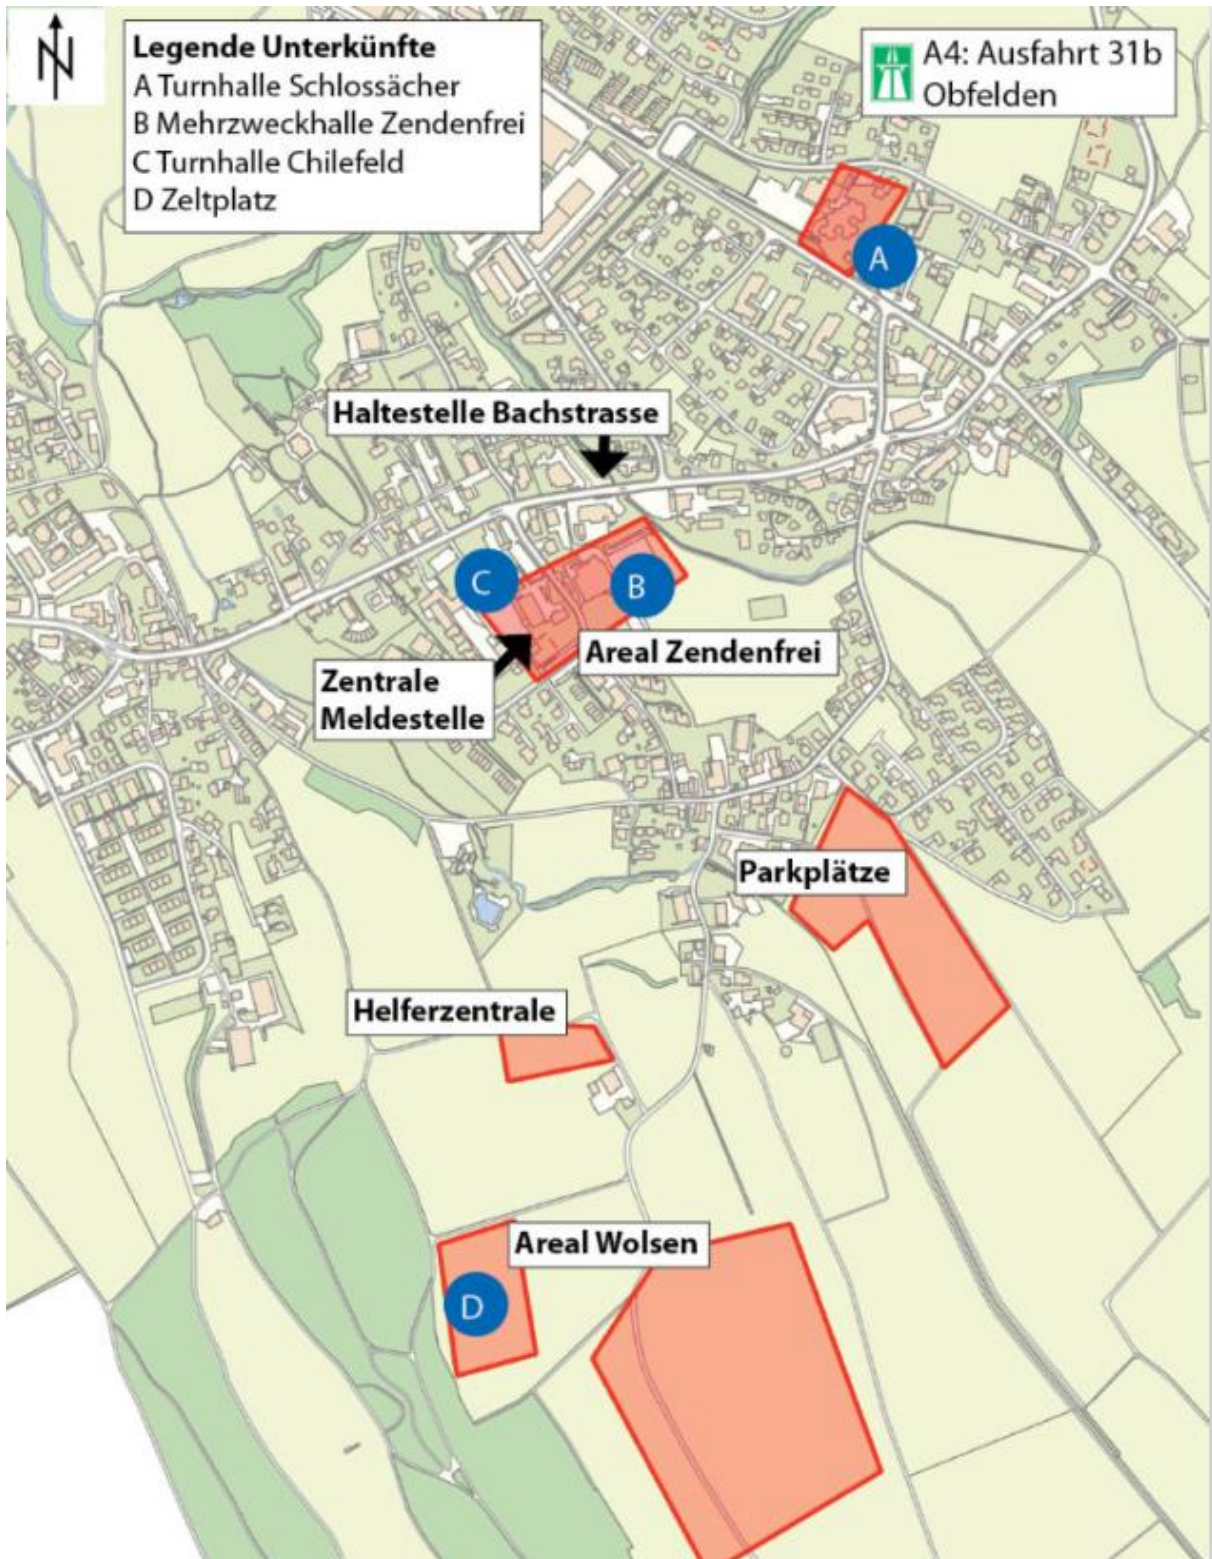 N
Legende Unterkünfte
A Turnhalle Schlossächer
B Mehrzweckhalle Zendenfrei
C Turnhalle Chilefeld
D Zeltplatz
A4: Ausfahrt 31b
Obfelden
A
Haltestelle Bachstrasse
C
B
Areal Zendenfrei
Zentrale
Meldestelle
Parkplätze
Helferzentrale
Areal Wolsen
D